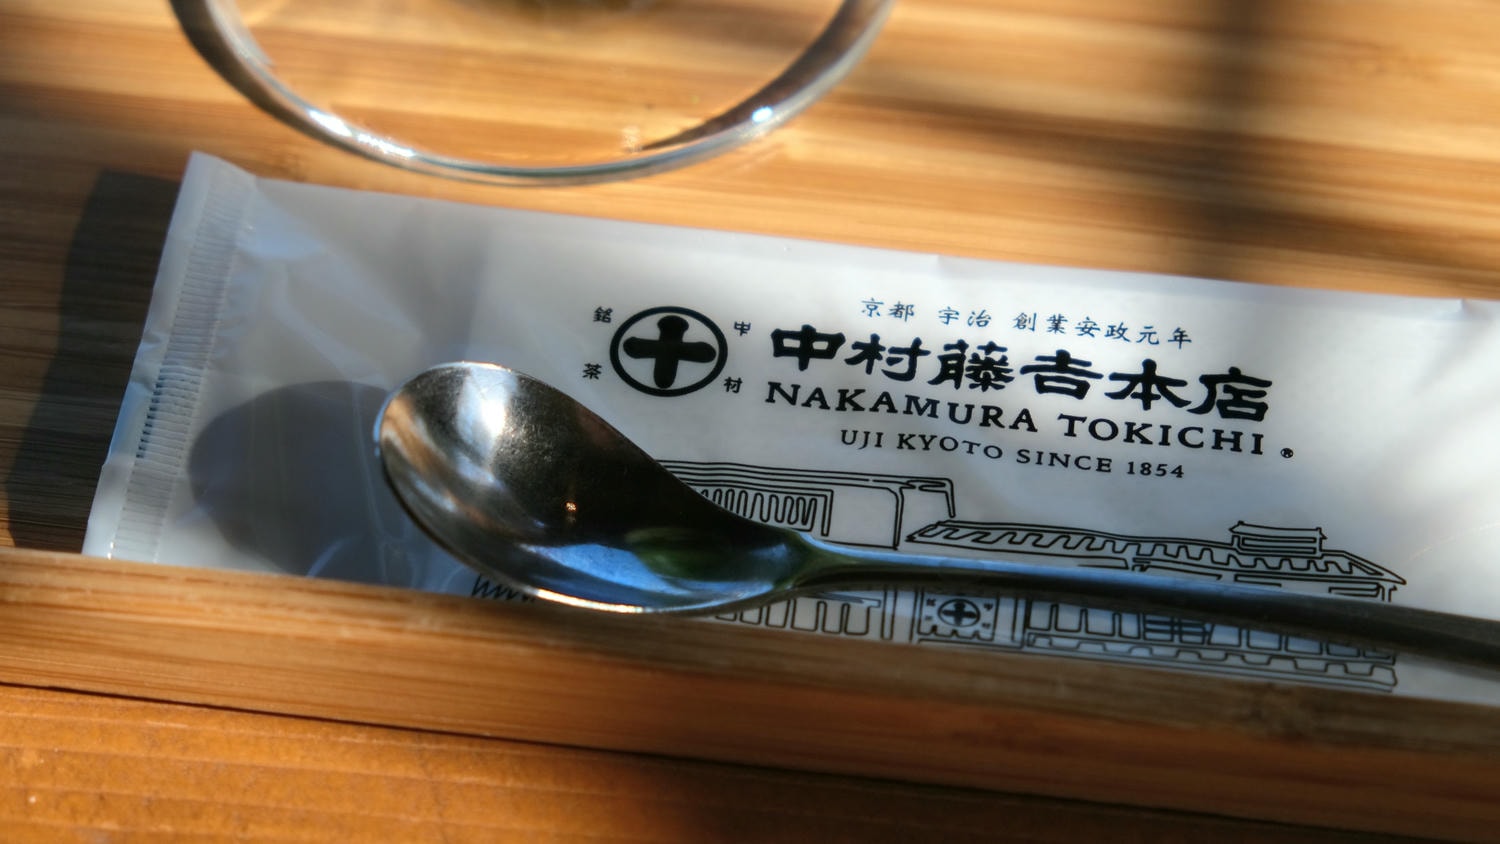 京都 宇治 創業安政元年
銘茶 中村
中村藤吉本店
NAKAMURA TOKICHI ®
UJI KYOTO SINCE 1854